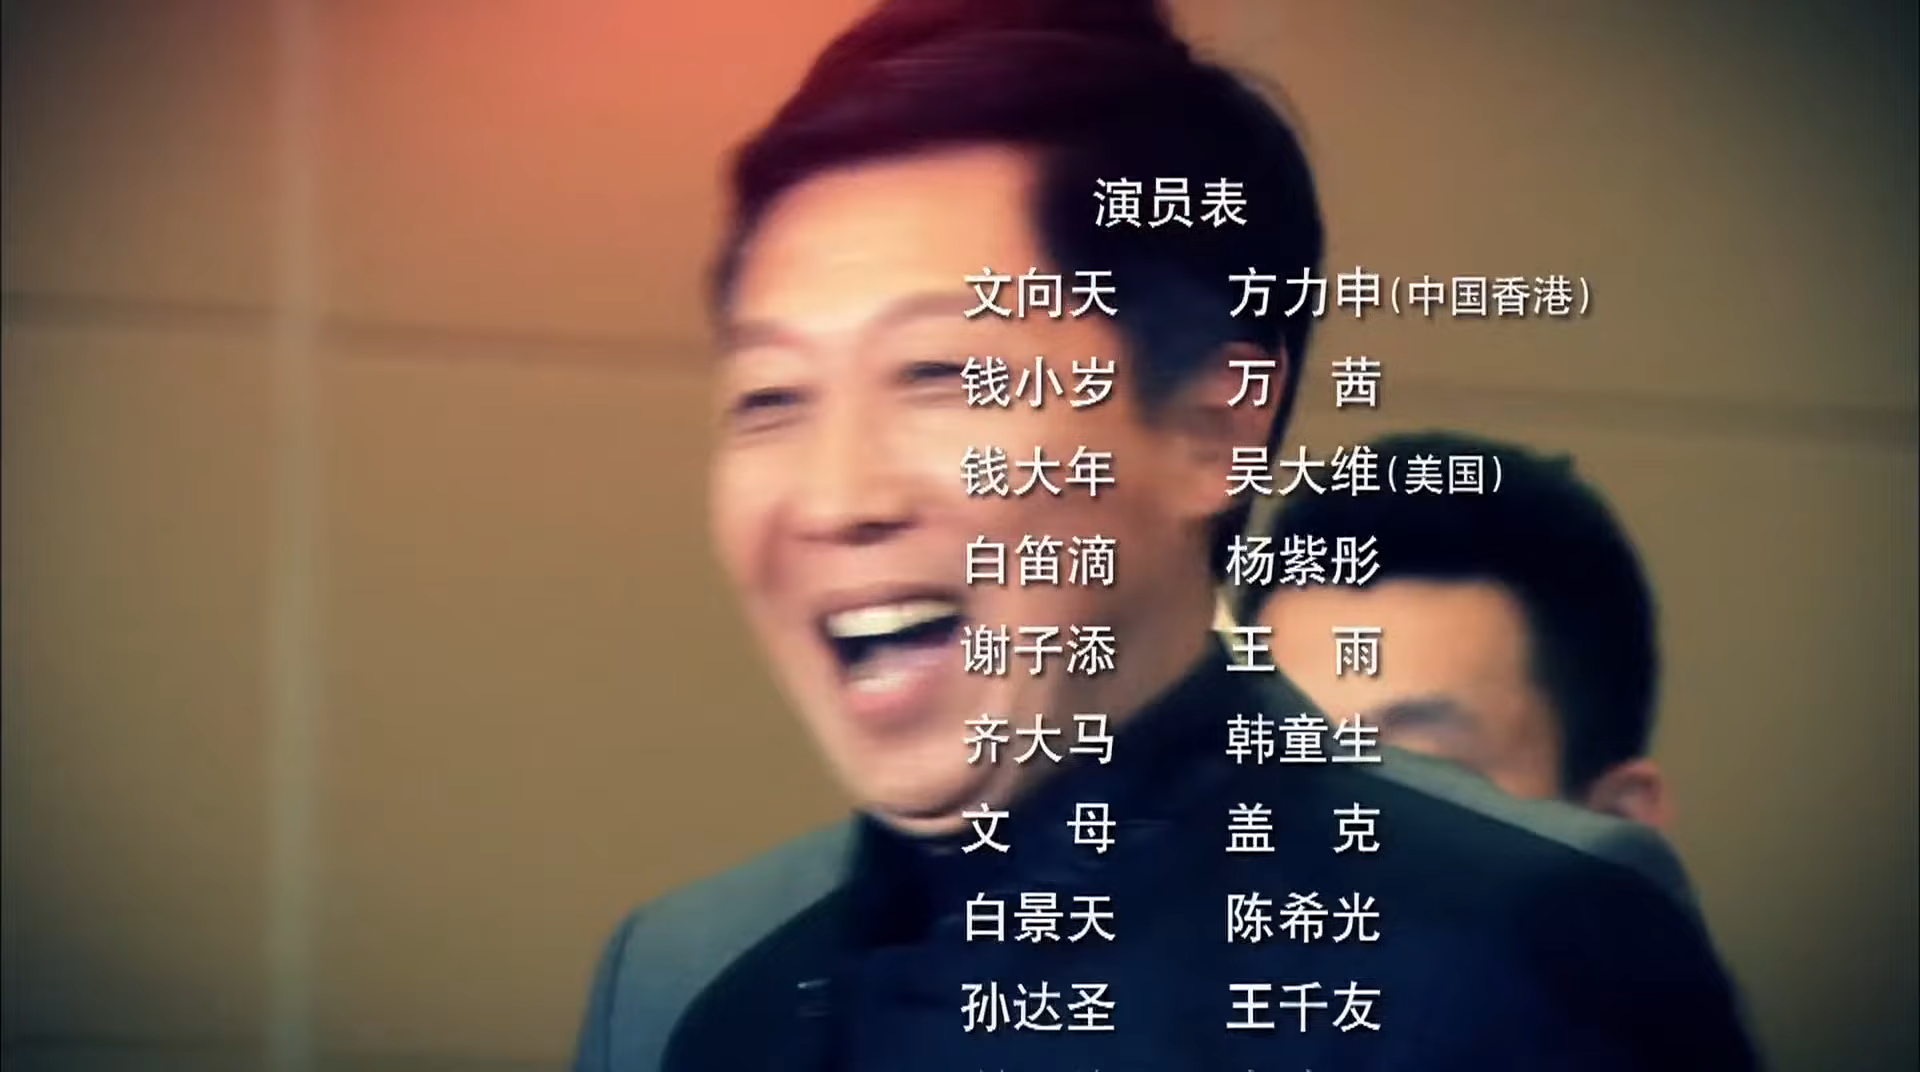 演员表
文向天 方力申(中国香港)
钱小岁 万 茜
钱大年 吴大维(美国)
白笛滴 杨紫彤
谢子添 王 雨
齐大马 韩童生
文 母 盖 克
白景天 陈希光
孙达圣 王千友